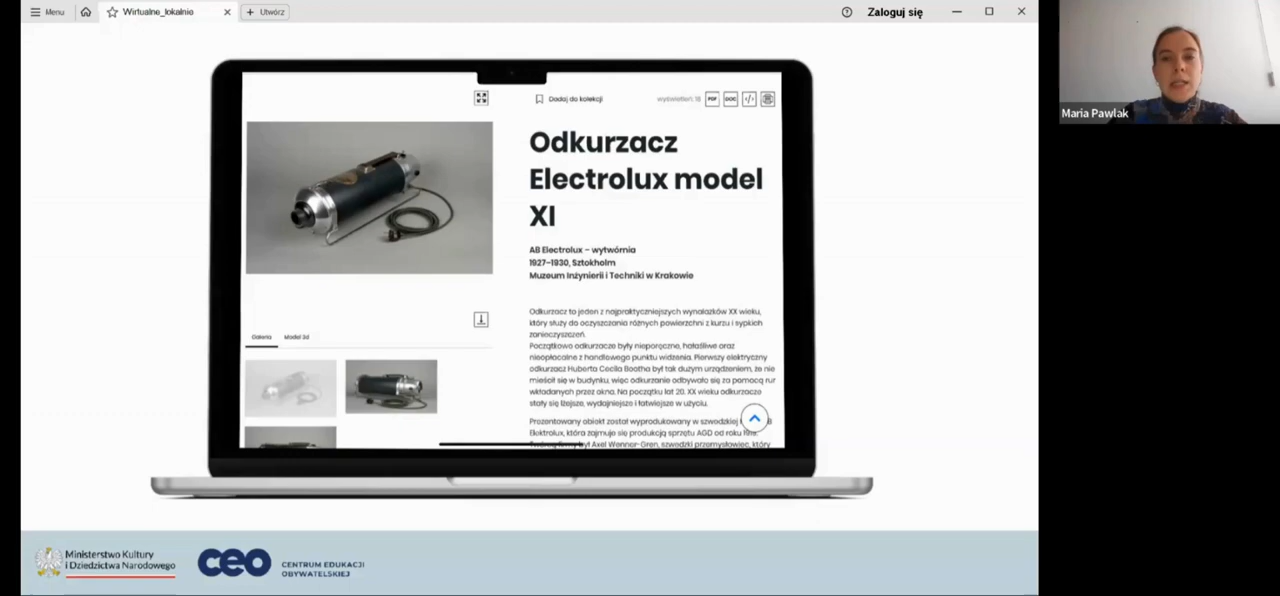 Menu
Wirtualne_lokalnie
Utwórz
Zaloguj się
Maria Pawlak
Dodaj do kolekcji
wyświetleń: 18
PDF
DOC
</>
Odkurzacz
Electrolux model
XI
AB Electrolux – wytwórnia
1927–1930, Sztokholm
Muzeum Inżynierii i Techniki w Krakowie
Galeria
Model 3d
Odkurzacz to jeden z najpraktyczniejszych wynalazków XX wieku,
który służy do oczyszczania różnych powierzchni z kurzu i sypkich
zanieczyszczeń.
Początkowo odkurzacze były nieporęczne, hałaśliwe oraz
nieopłacalne z handlowego punktu widzenia. Pierwszy elektryczny
odkurzacz Huberta Cecila Bootha był tak dużym urządzeniem, że nie
mieścił się w budynku, więc odkurzanie odbywało się za pomocą rur
wkładanych przez okna. Na początku lat 20. XX wieku odkurzacze
stały się lżejsze, wydajniejsze i łatwiejsze w użyciu.
Prezentowany obiekt został wyprodukowany w szwedzkiej
Elektrolux, która zajmuje się produkcją sprzętu AGD od roku
był Axel Wenner-Gren, szwedzki przemysłowiec, który
Ministerstwo Kultury
i Dziedzictwa Narodowego
ceo
CENTRUM EDUKACJI
OBYWATELSKIEJ